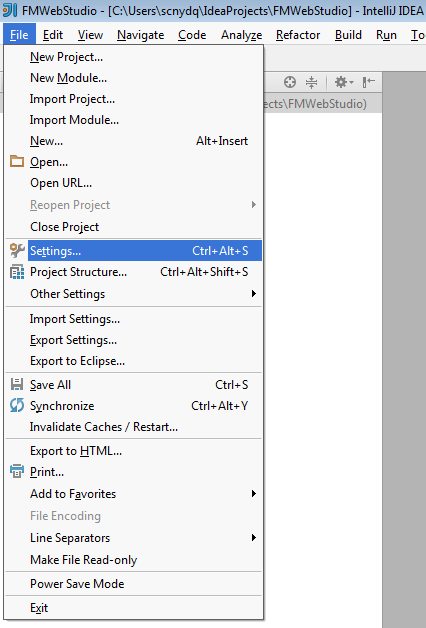 FMWebStudio - [C:\Users\scnydq\IdeaProjects\FMWebStudio] - IntelliJ IDEA
File Edit View Navigate Code Analyze Refactor Build Run To
New Project...
New Module...
Import Project...
ects\FMWebStudio)
Import Module...
New... Alt+Insert
Open...
Open URL...
Reopen Project
Close Project
Settings... Ctrl+Alt+S
Project Structure... Ctrl+Alt+Shift+S
Other Settings
Import Settings...
Export Settings...
Export to Eclipse...
Save All Ctrl+S
Synchronize Ctrl+Alt+Y
Invalidate Caches / Restart...
Export to HTML...
Print...
Add to Favorites
File Encoding
Line Separators
Make File Read-only
Power Save Mode
Exit